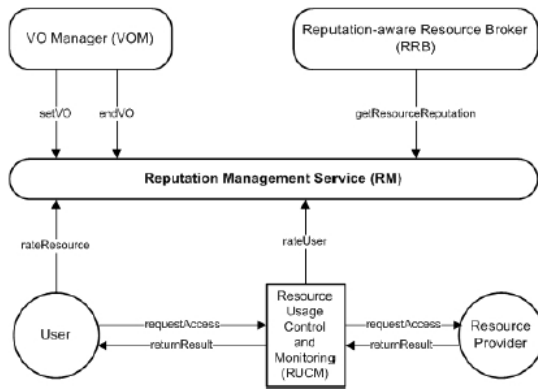 VO Manager (VOM)
Reputation-aware Resource Broker
(RRB)
setVO
endVO
getResourceReputation
Reputation Management Service (RM)
rateResource
rateUser
User
requestAccess
returnResult
Resource
Usage
Control
and
Monitoring
(RUCM)
requestAccess
returnResult
Resource
Provider